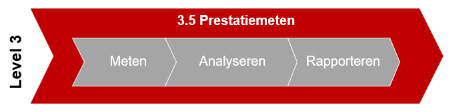 Level 3
3.5 Prestatiemeten
Meten
Analyseren
Rapporteren